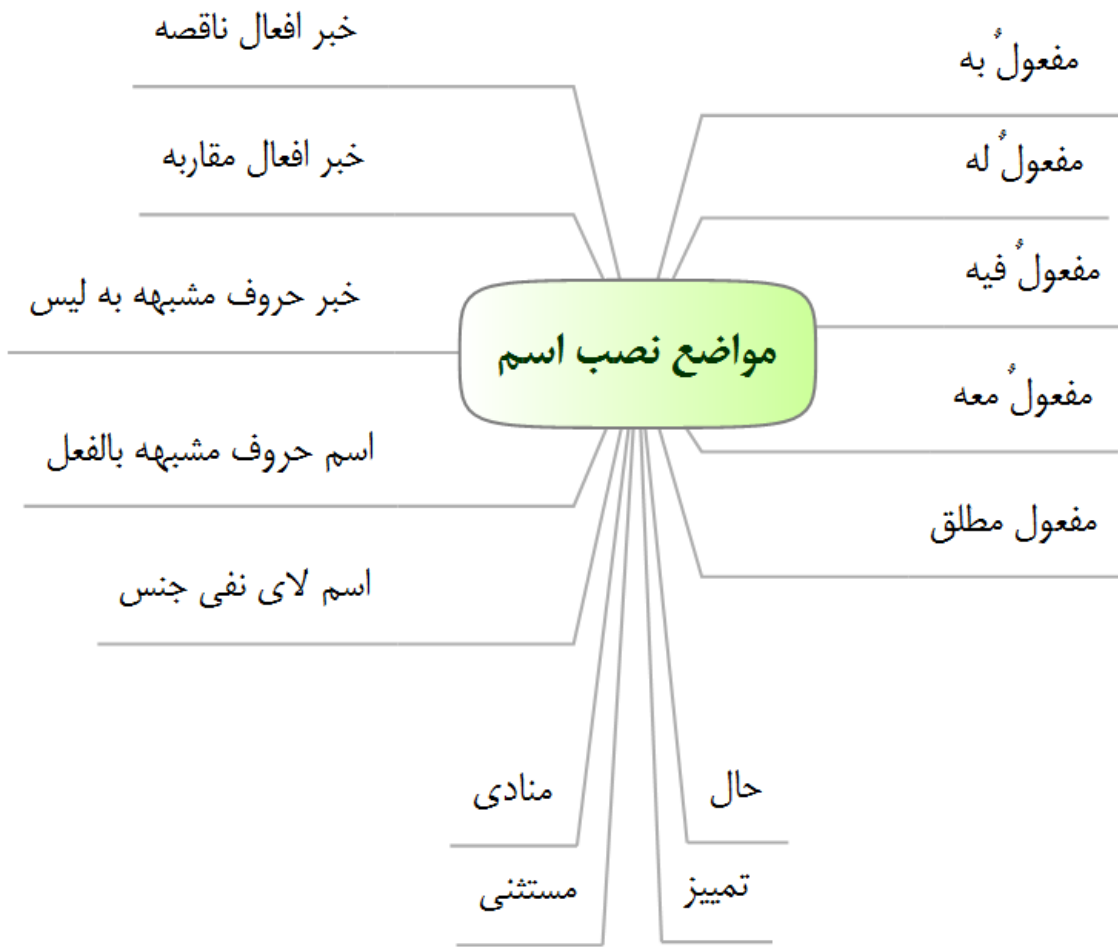 مواضع نصب اسم
مفعولٌ به
مفعولٌ له
مفعولٌ فیه
مفعولٌ معه
مفعول مطلق
خبر افعال ناقصه
خبر افعال مقاربه
خبر حروف مشبهه به لیس
اسم حروف مشبهه بالفعل
اسم لای نفی جنس
حال
تمییز
منادی
مستثنی